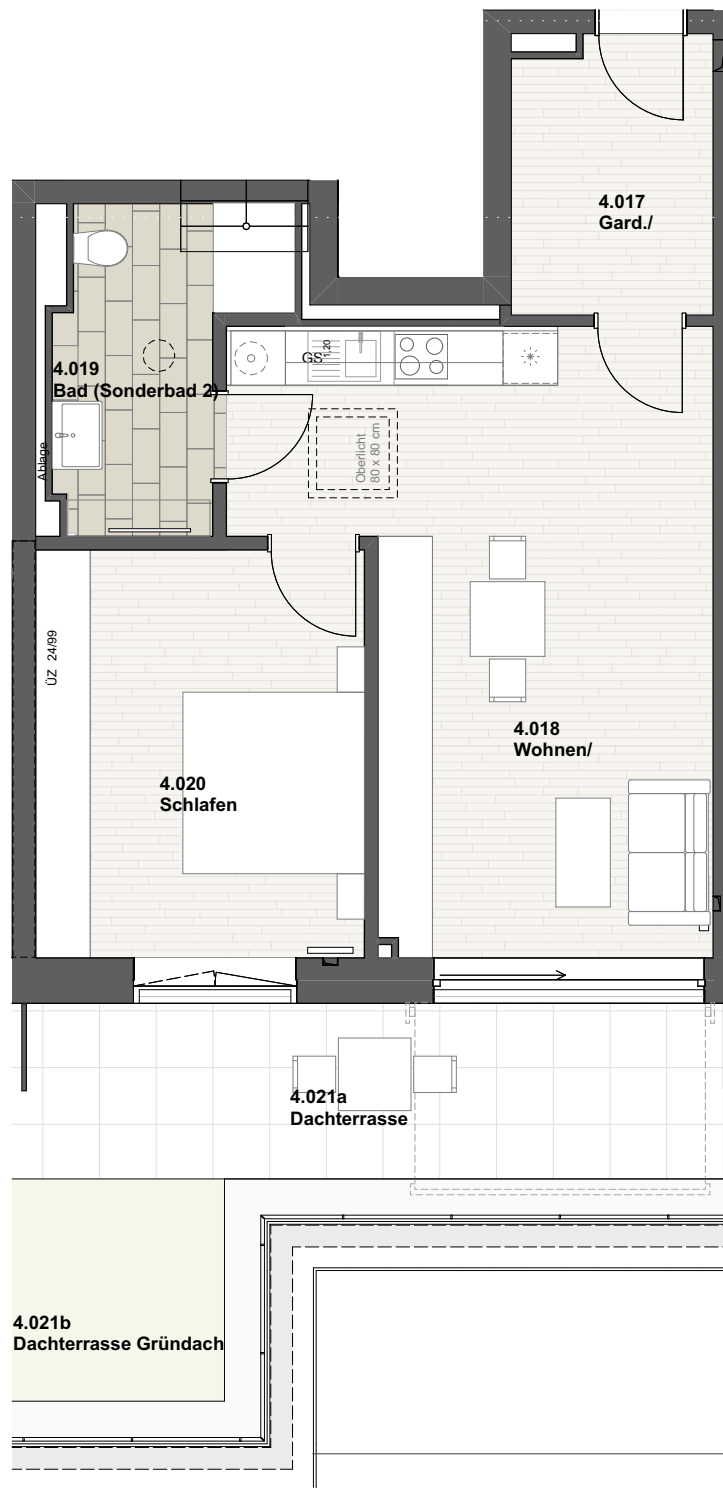 4.017
Gard./
4.019
Bad (Sonderbad 2)
GS
1,20
Oberlicht
80 x 80 cm
Ablage
ÜZ 24/99
4.018
Wohnen/
4.020
Schlafen
4.021a
Dachterrasse
4.021b
Dachterrasse Gründach